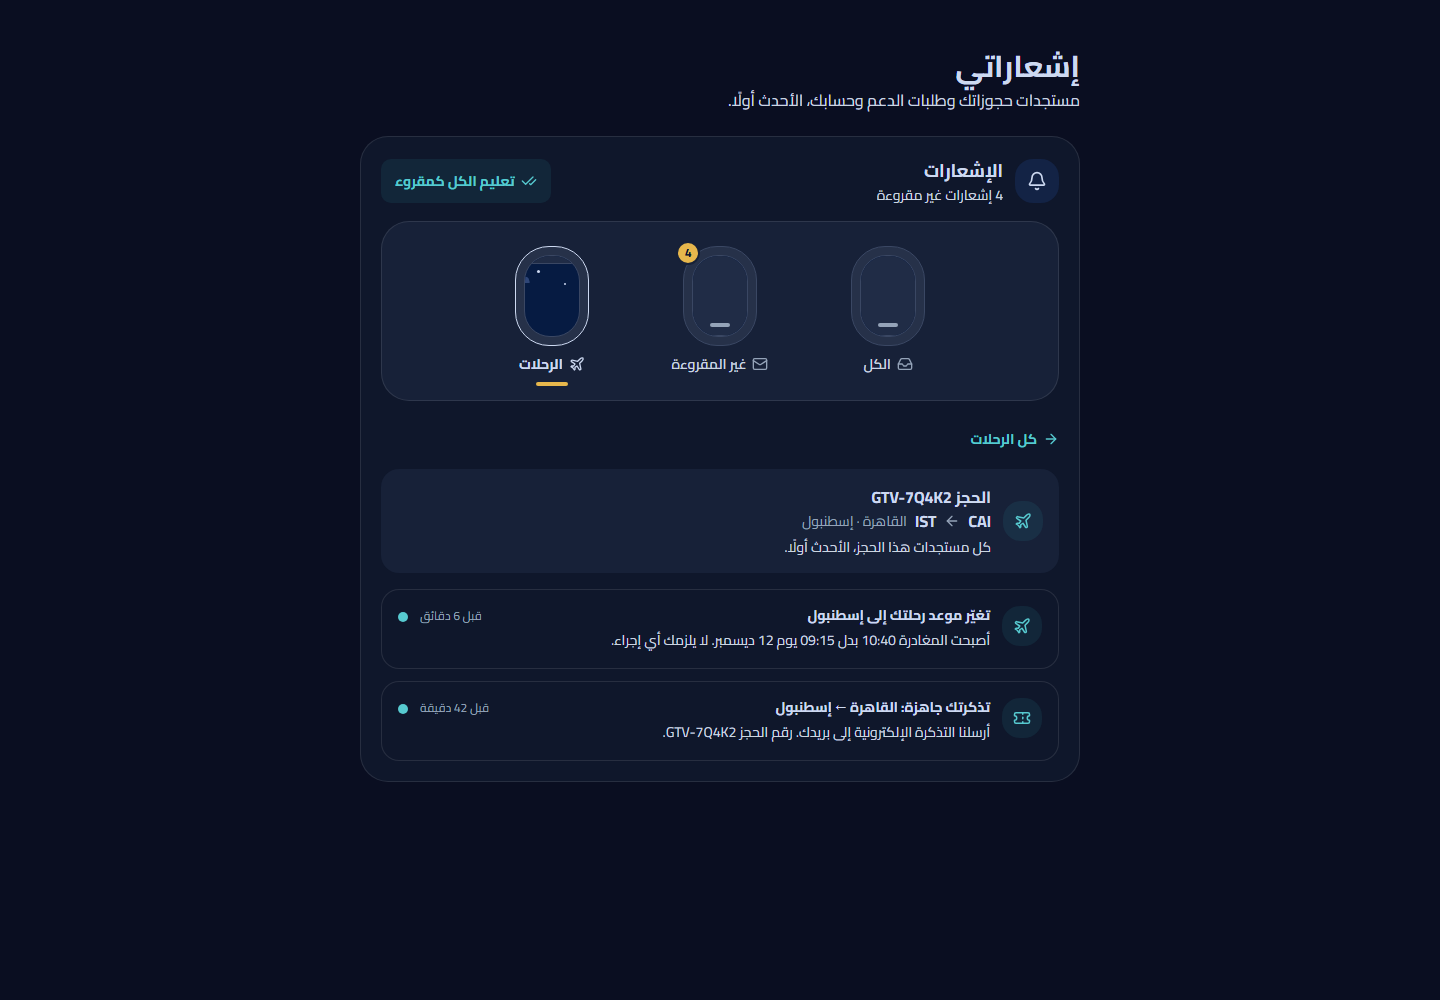 إشعاراتي
مستجدات حجوزاتك وطلبات الدعم وحسابك، الأحدث أولًا.
الإشعارات
4 إشعارات غير مقروءة
تعليم الكل كمقروء
4
الكل
غير المقروءة
الرحلات
كل الرحلات
الحجز GTV-7Q4K2
CAI ← IST القاهرة · إسطنبول
كل مستجدات هذا الحجز، الأحدث أولًا.
تغيّر موعد رحلتك إلى إسطنبول
قبل 6 دقائق
أصبحت المغادرة 10:40 بدل 09:15 يوم 12 ديسمبر. لا يلزمك أي إجراء.
تذكرتك جاهزة: القاهرة ← إسطنبول
قبل 42 دقيقة
أرسلنا التذكرة الإلكترونية إلى بريدك. رقم الحجز GTV-7Q4K2.